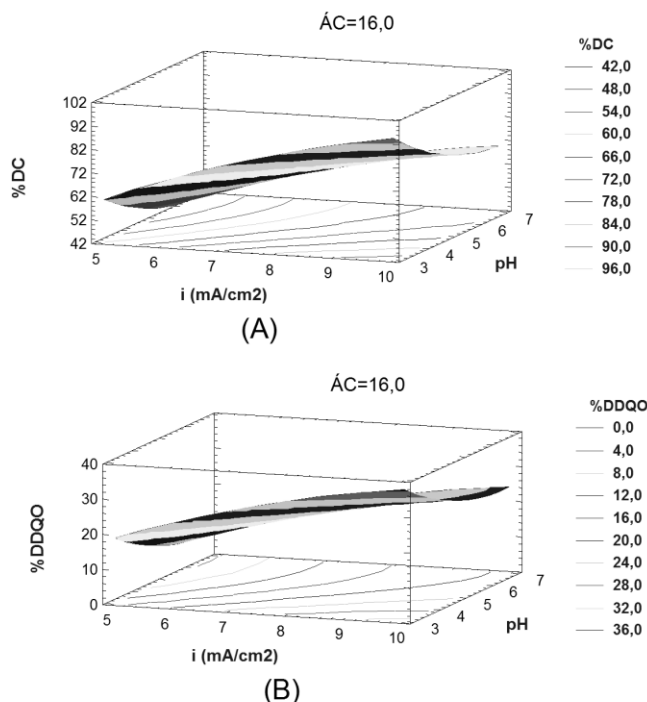 ÁC=16,0
%DC
42,0
48,0
54,0
60,0
66,0
72,0
78,0
84,0
90,0
96,0
%DC
102
92
82
72
62
52
42
5 6 7 8 9 10
i (mA/cm2)
3 4 5 6 7
pH
(A)
ÁC=16,0
%DDQO
0,0
4,0
8,0
12,0
16,0
20,0
24,0
28,0
32,0
36,0
%DDQO
40
30
20
10
0
5 6 7 8 9 10
i (mA/cm2)
3 4 5 6 7
pH
(B)